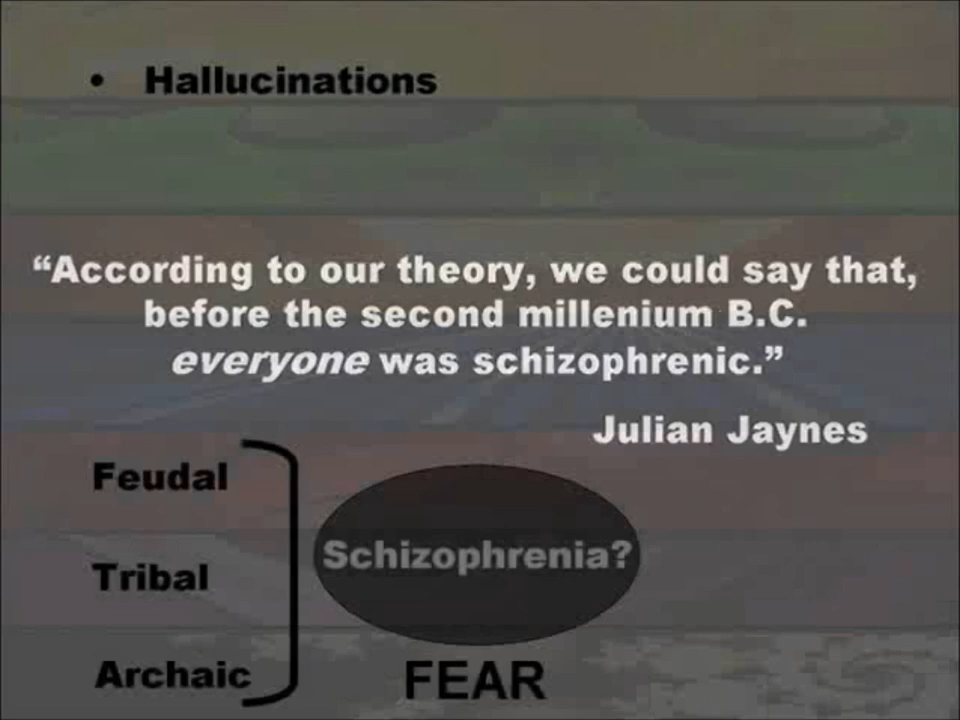 • Hallucinations
“According to our theory, we could say that,
before the second millenium B.C.
everyone was schizophrenic.”
Julian Jaynes
Feudal
Schizophrenia?
Tribal
Archaic
FEAR